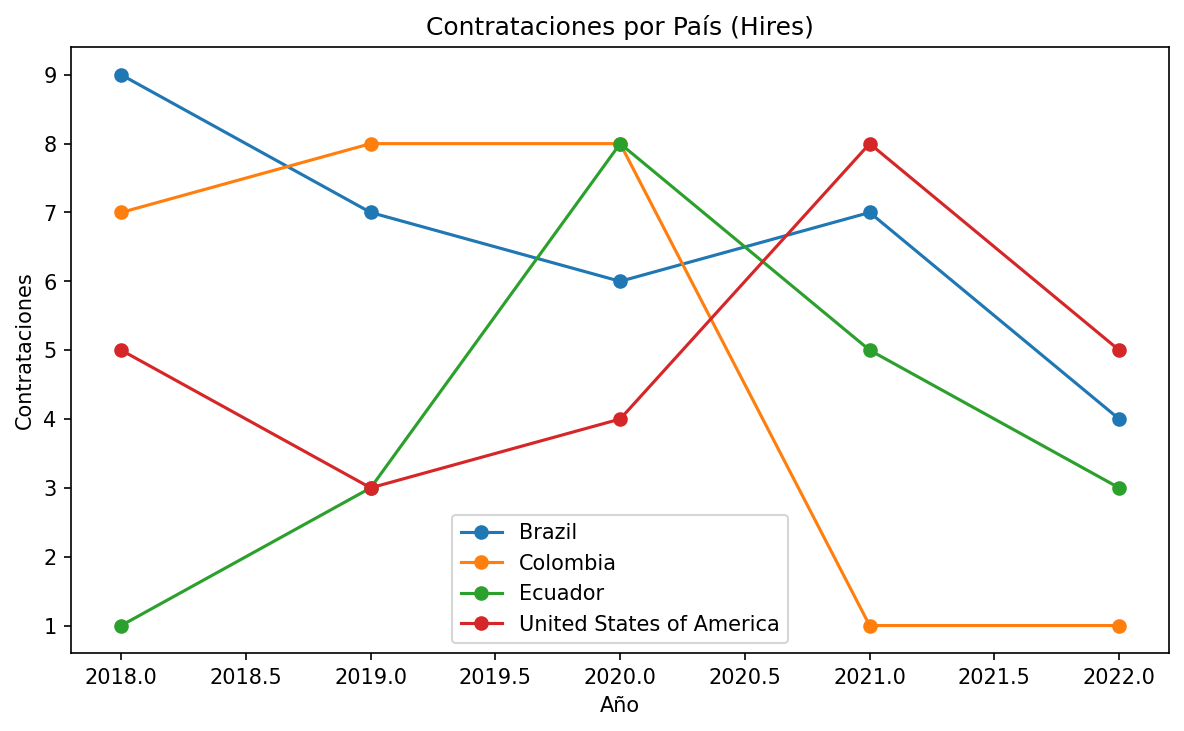 Contrataciones por País (Hires)
Contrataciones
9
8
7
6
5
4
3
2
1
Brazil
Colombia
Ecuador
United States of America
2018.0 2018.5 2019.0 2019.5 2020.0 2020.5 2021.0 2021.5 2022.0
Año